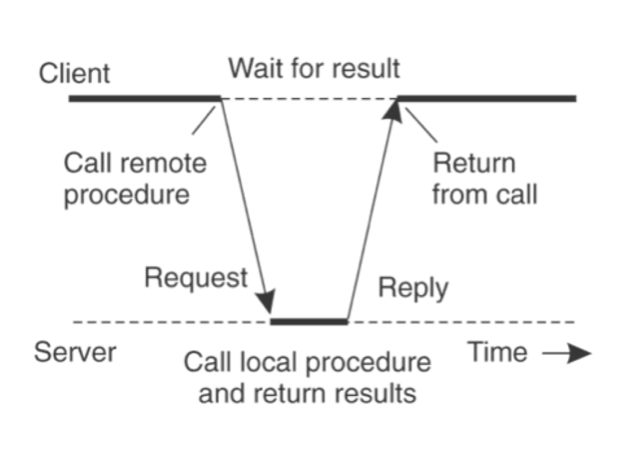 Client
Wait for result
Call remote
procedure
Return
from call
Request
Reply
Server
Call local procedure
and return results
Time